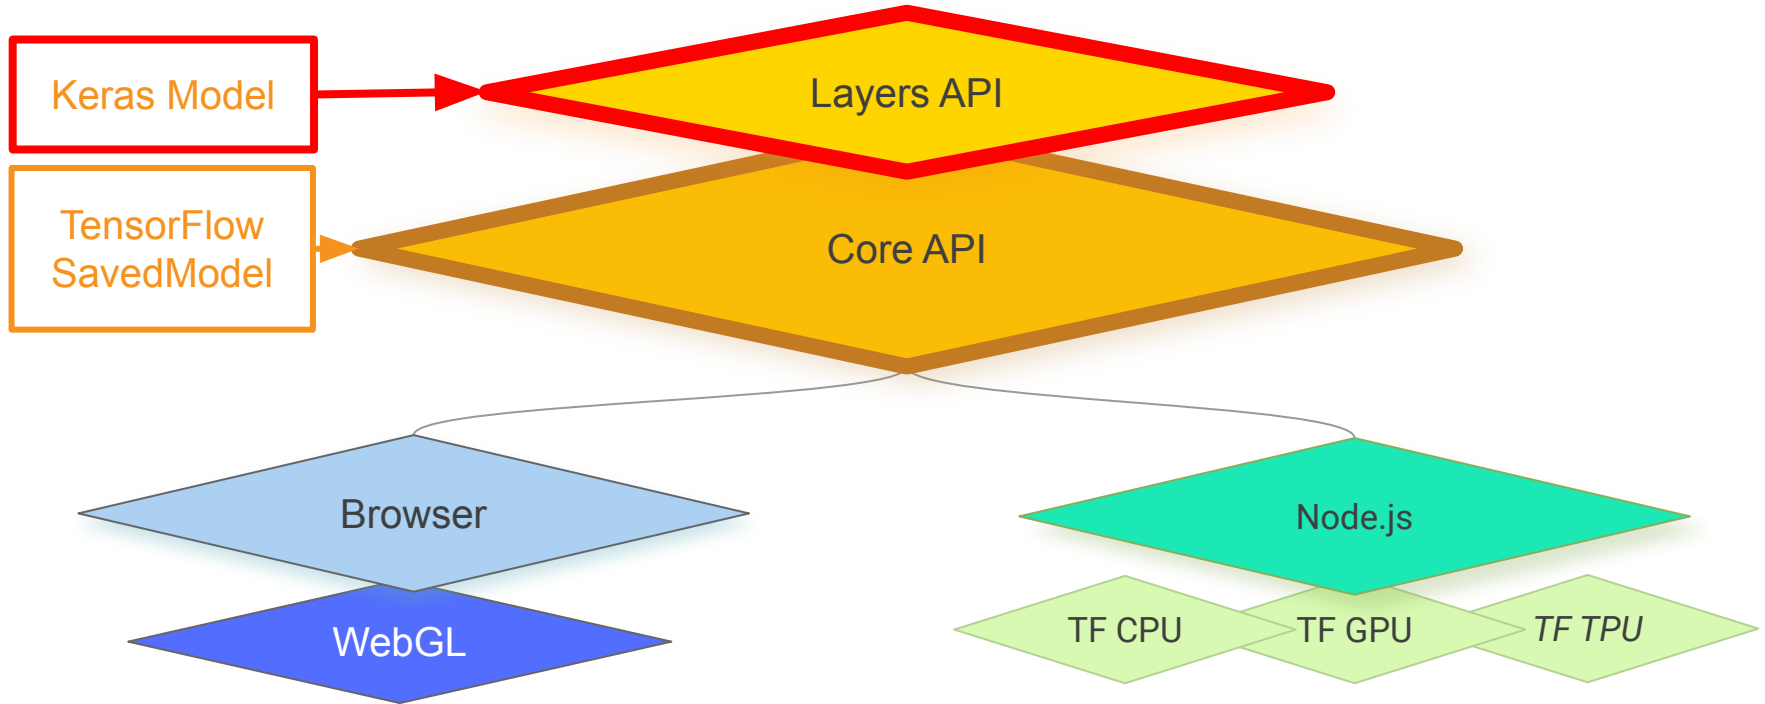 Keras Model
Layers API
TensorFlow
SavedModel
Core API
Browser
Node.js
WebGL
TF CPU
TF GPU
TF TPU